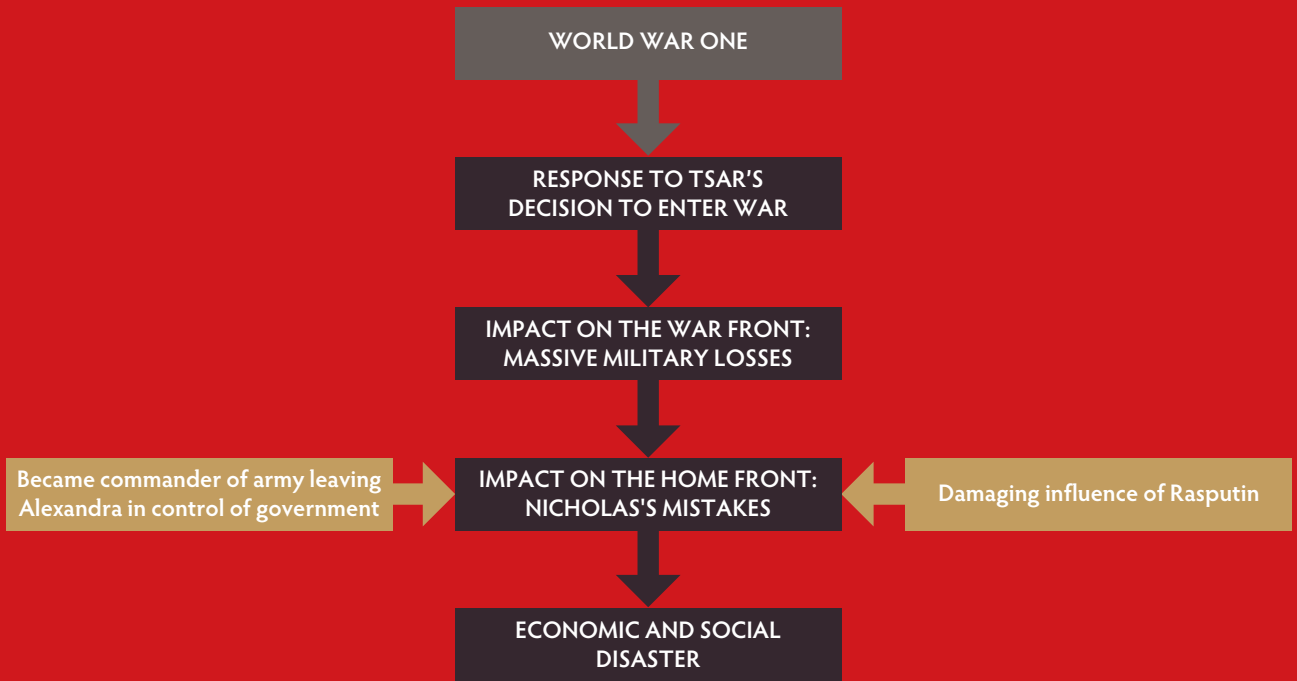 WORLD WAR ONE
RESPONSE TO TSAR'S
DECISION TO ENTER WAR
IMPACT ON THE WAR FRONT:
MASSIVE MILITARY LOSSES
Became commander of army leaving
Alexandra in control of government
IMPACT ON THE HOME FRONT:
NICHOLAS'S MISTAKES
Damaging influence of Rasputin
ECONOMIC AND SOCIAL
DISASTER